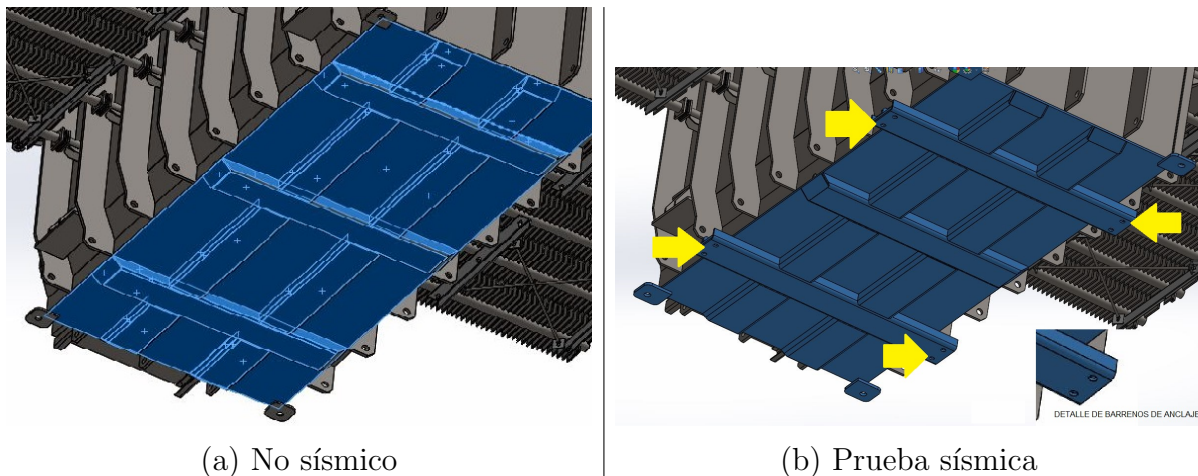 DETALLE DE BARRENOS DE ANCLAJE
(a) No sísmico
(b) Prueba sísmica